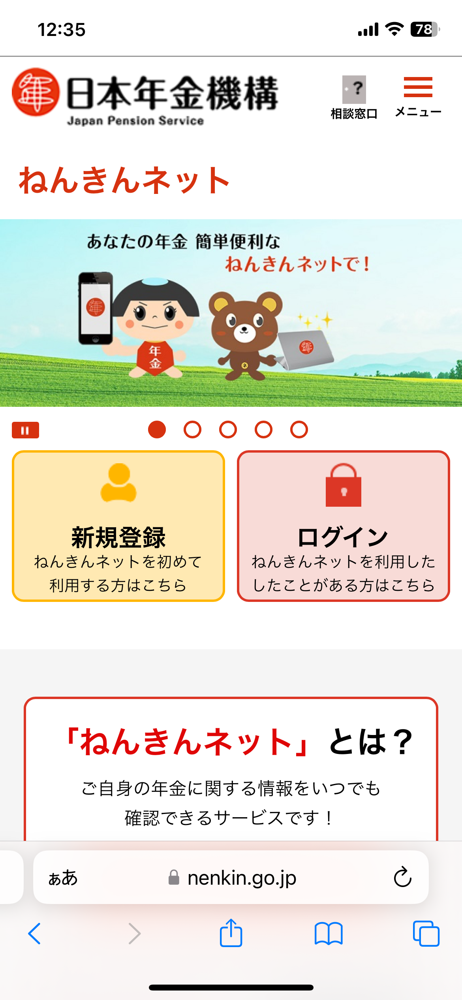 12:35
78
日本年金機構
Japan Pension Service
?
相談窓口
メニュー
ねんきんネット
あなたの年金 簡単便利な
ねんきんネットで！
年
金
ネ
新規登録
ねんきんネットを初めて
利用する方はこちら
ログイン
ねんきんネットを利用した
したことがある方はこちら
「ねんきんネット」とは？
ご自身の年金に関する情報をいつでも
確認できるサービスです！
ぁあ
nenkin.go.jp